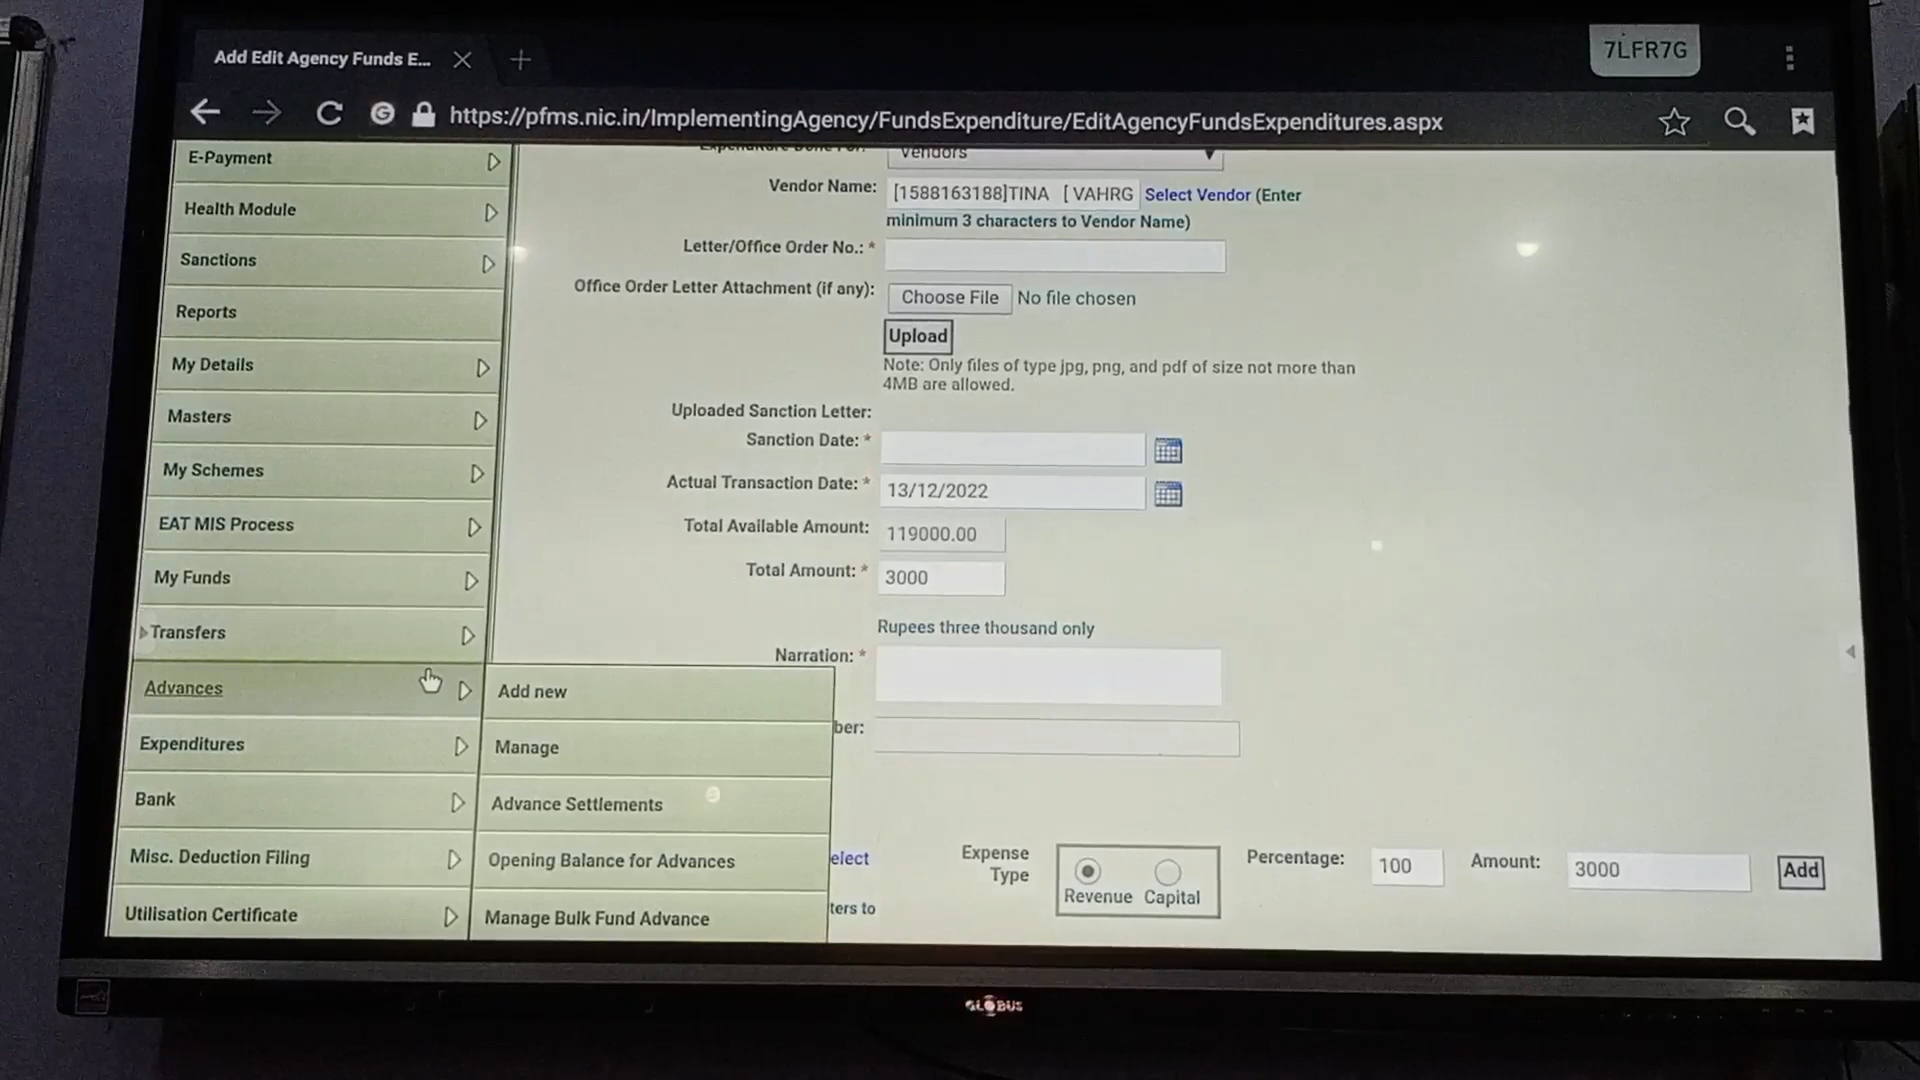 Add Edit Agency Funds E...
7LFR7G
https://pfms.nic.in/ImplementingAgency/FundsExpenditure/EditAgencyFundsExpenditures.aspx
E-Payment
Health Module
Sanctions
Reports
My Details
Masters
My Schemes
EAT MIS Process
My Funds
Transfers
Advances
Expenditures
Bank
Misc. Deduction Filing
Utilisation Certificate
Add new
Manage
Advance Settlements
Opening Balance for Advances
Manage Bulk Fund Advance
Expenditure Done For:
Vendors
Vendor Name:
[1588163188]TINA [ VAHRG
Select Vendor (Enter
minimum 3 characters to Vendor Name)
Letter/Office Order No.: *
Office Order Letter Attachment (if any):
Choose File No file chosen
Upload
Note: Only files of type jpg, png, and pdf of size not more than
4MB are allowed.
Uploaded Sanction Letter:
Sanction Date: *
Actual Transaction Date: *
13/12/2022
Total Available Amount:
119000.00
Total Amount: *
3000
Rupees three thousand only
Narration: *
ber:
elect
ters to
Expense
Type
Revenue Capital
Percentage:
100
Amount:
3000
Add
GLOBUS